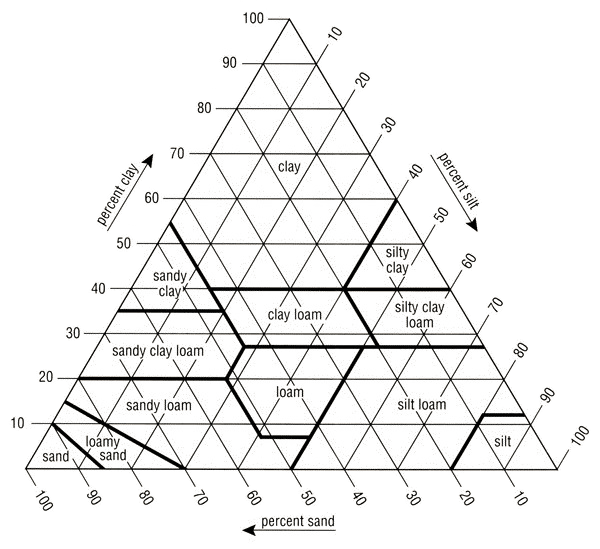 100
10
90
20
80
30
70
clay
percent clay
percent silt
40
60
50
50
silty
clay
60
sandy
clay
40
clay loam
silty clay
loam
70
30
sandy clay loam
80
20
loam
sandy loam
silt loam
90
10
loamy
sand
sand
silt
100
100
90
80
70
60
50
40
30
20
10
percent sand